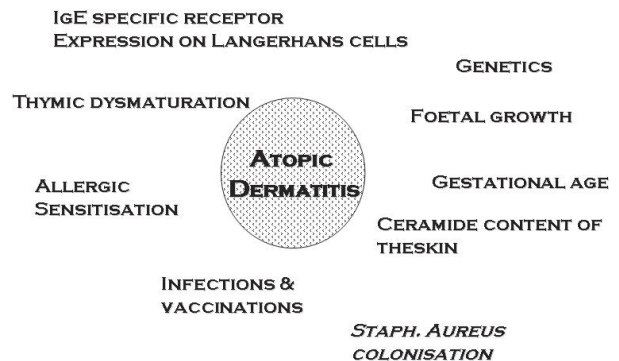 IgE specific receptor
Expression on Langerhans cells
Genetics
Thymic dysmaturation
Foetal growth
Atopic
Dermatitis
Allergic
Sensitisation
Gestational age
Ceramide content of
theskin
Infections &
vaccinations
Staph. Aureus
colonisation